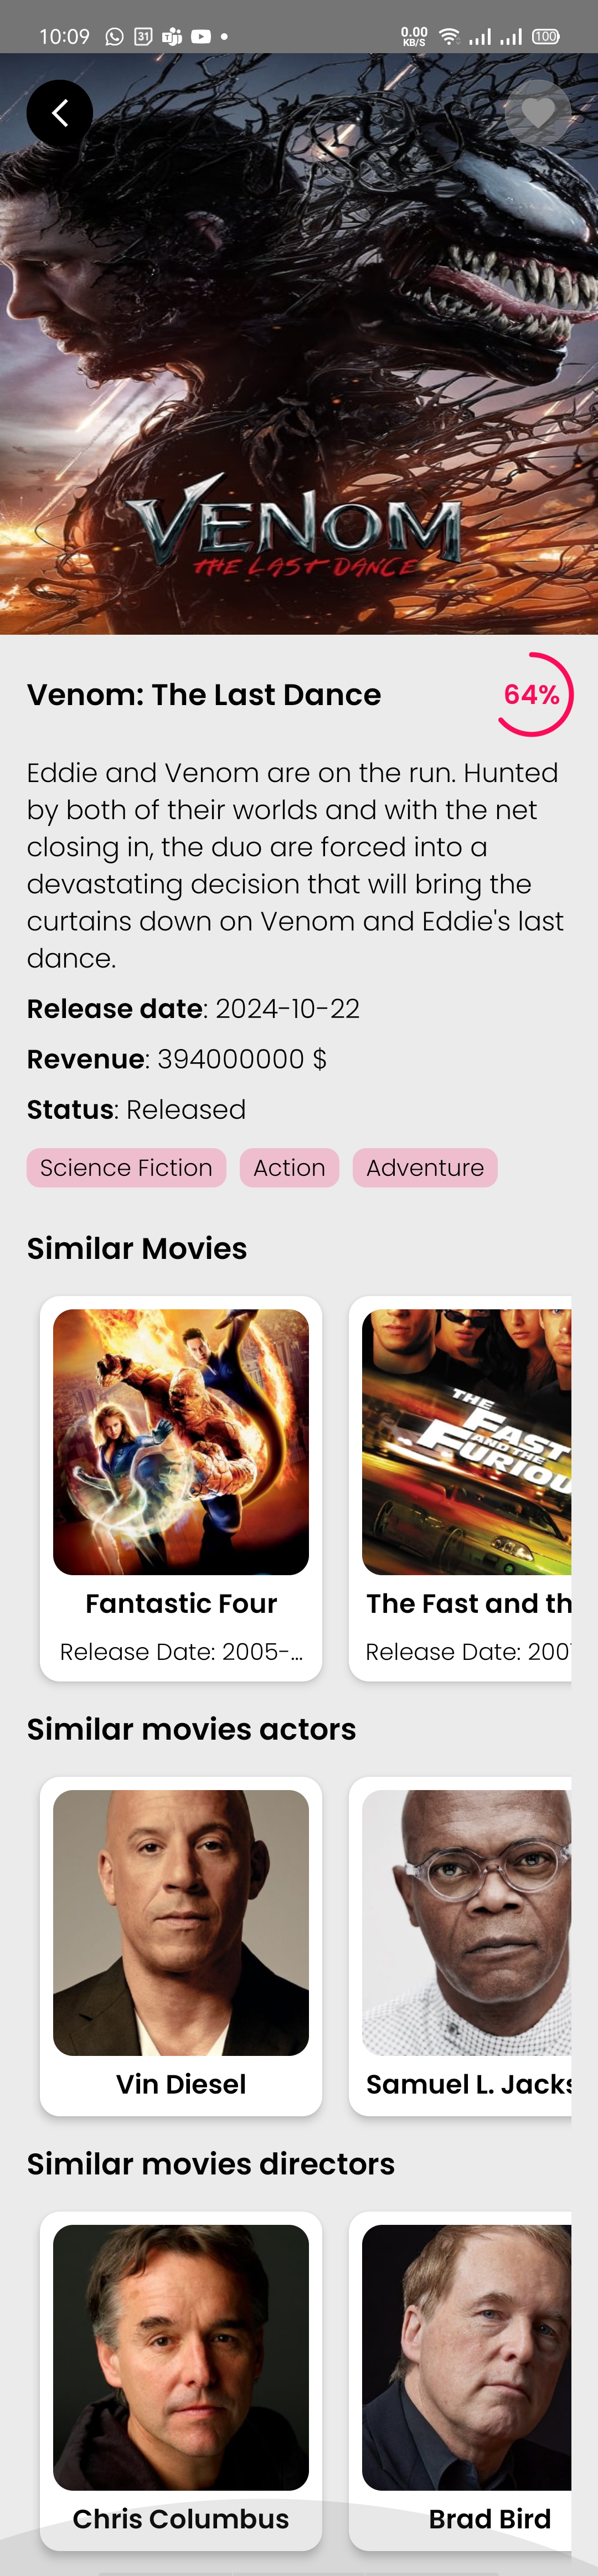 10:09
31
0.00
KB/S
100
VENOM
THE LAST DANCE
Venom: The Last Dance
64%
Eddie and Venom are on the run. Hunted
by both of their worlds and with the net
closing in, the duo are forced into a
devastating decision that will bring the
curtains down on Venom and Eddie's last
dance.
Release date: 2024-10-22
Revenue: 394000000 $
Status: Released
Science Fiction
Action
Adventure
Similar Movies
THE
FAST
AND THE
FURIOU
Fantastic Four
The Fast and th
Release Date: 2005-...
Release Date: 2001
Similar movies actors
Vin Diesel
Samuel L. Jacks
Similar movies directors
Chris Columbus
Brad Bird